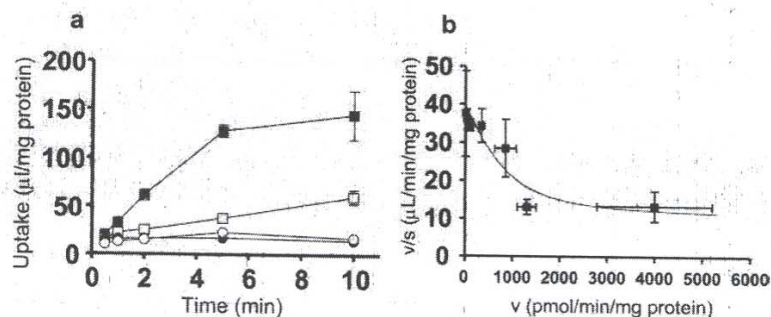 a
200
150
100
50
0
Uptake (µl/mg protein)
0 2 4 6 8 10
Time (min)
b
50
40
30
20
10
0
v/s (µL/min/mg protein)
0 1000 2000 3000 4000 5000 6000
v (pmol/min/mg protein)